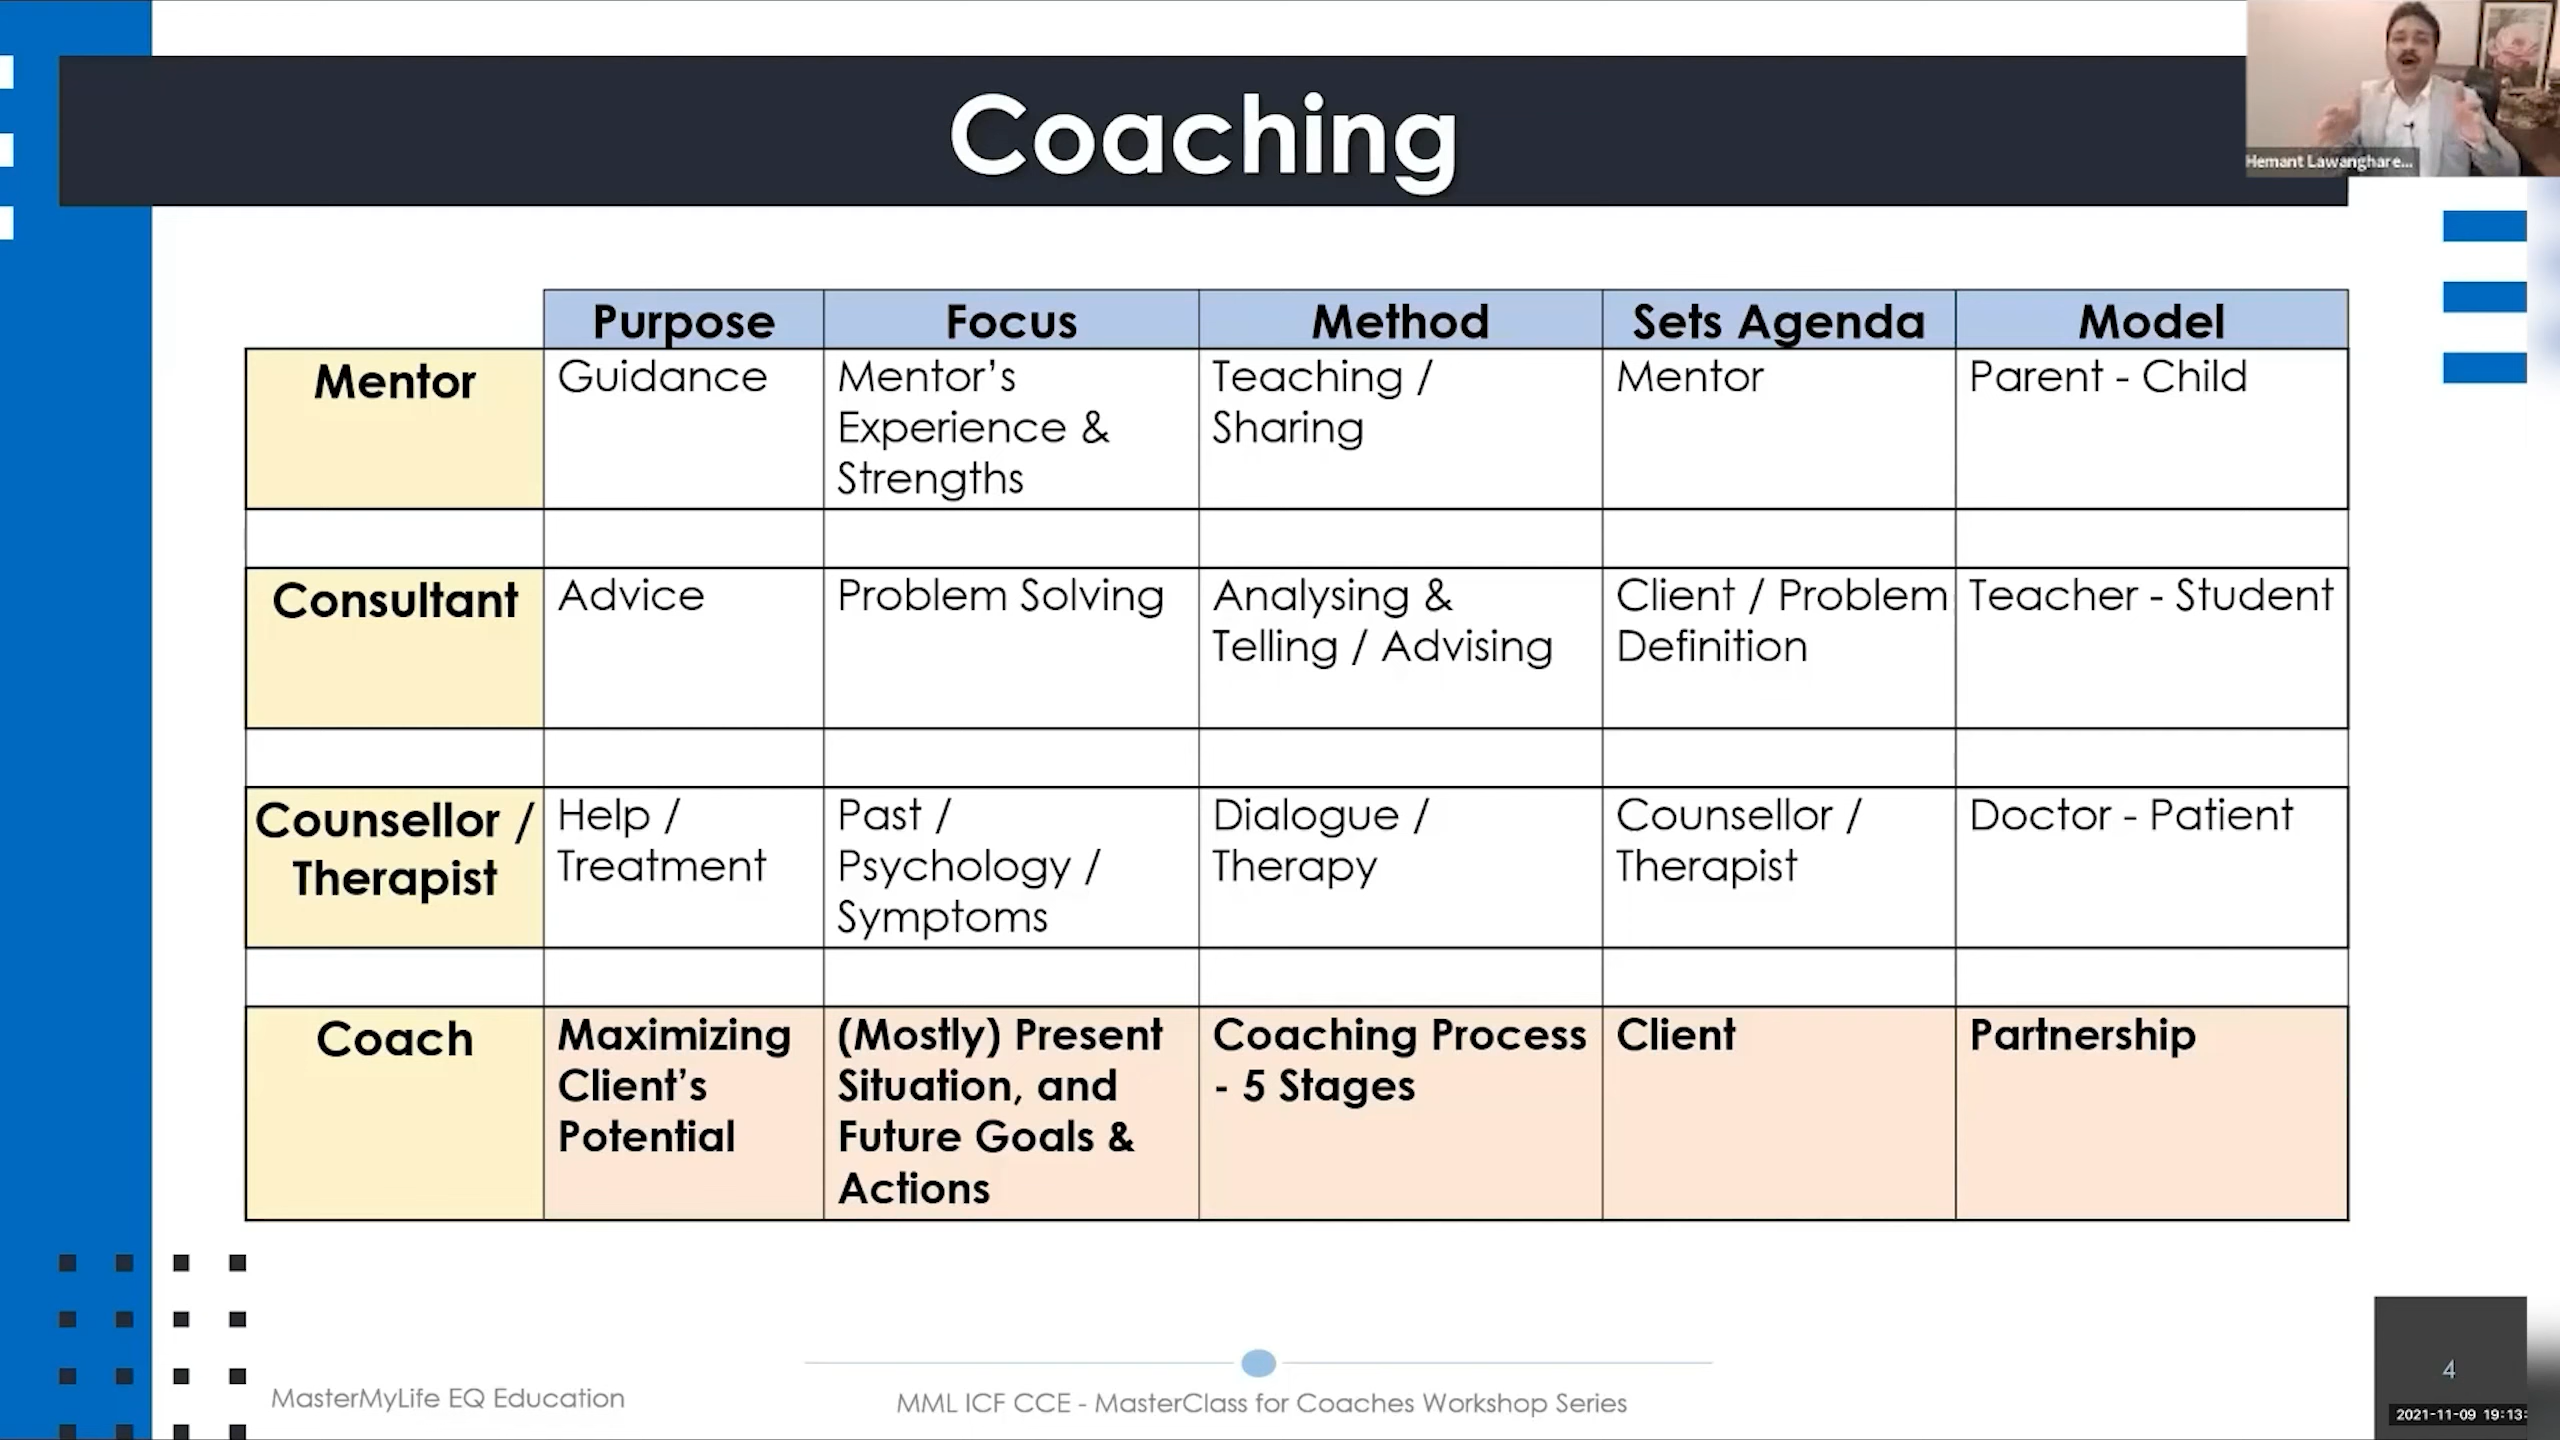 Coaching
Hemant Lawanghare...
Purpose Focus Method Sets Agenda Model
Mentor Guidance Mentor’s Teaching / Mentor Parent - Child
Experience & Sharing
Strengths
Consultant Advice Problem Solving Analysing & Client / Problem Teacher - Student
Telling / Advising Definition
Counsellor / Help / Past / Dialogue / Counsellor / Doctor - Patient
Therapist Treatment Psychology / Therapy Therapist
Symptoms
Coach Maximizing (Mostly) Present Coaching Process Client Partnership
Client’s Situation, and - 5 Stages
Potential Future Goals &
Actions
4
MasterMyLife EQ Education
MML ICF CCE - MasterClass for Coaches Workshop Series
2021-11-09 19:13: